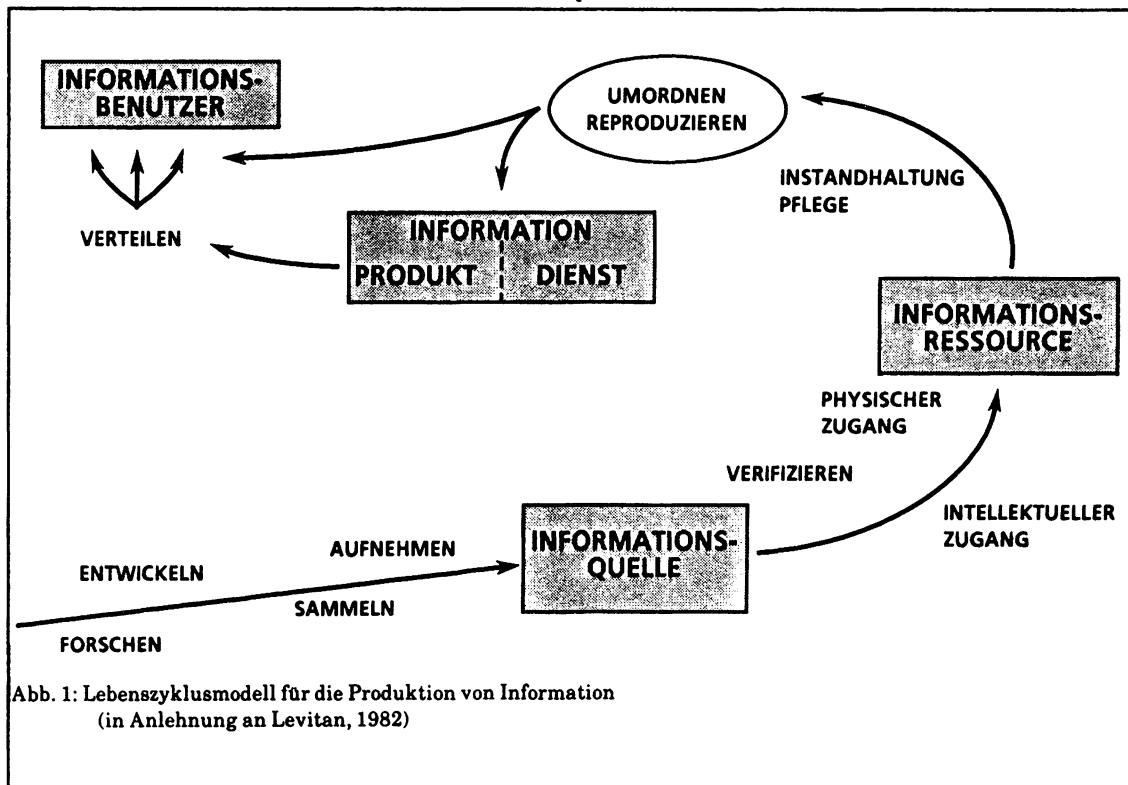 INFORMATIONS-
BENUTZER
UMORDNEN
REPRODUZIEREN
INSTANDHALTUNG
PFLEGE
VERTEILEN
INFORMATION
PRODUKT DIENST
INFORMATIONS-
RESSOURCE
PHYSISCHER
ZUGANG
VERIFIZIEREN
INTELLEKTUELLER
ZUGANG
INFORMATIONS-
QUELLE
AUFNEHMEN
ENTWICKELN
SAMMELN
FORSCHEN
Abb. 1: Lebenszyklusmodell für die Produktion von Information
(in Anlehnung an Levitan, 1982)